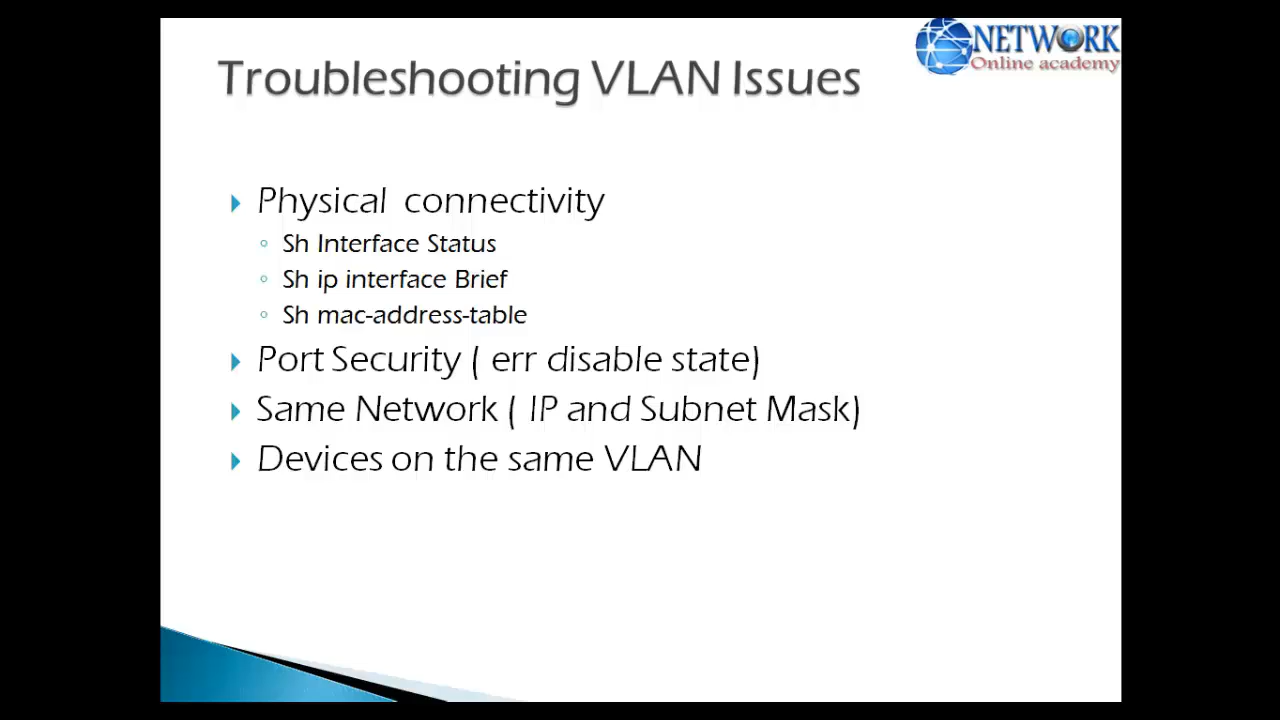 NETWORK
Online academy
Troubleshooting VLAN Issues
Physical connectivity
Sh Interface Status
Sh ip interface Brief
Sh mac-address-table
Port Security ( err disable state)
Same Network ( IP and Subnet Mask)
Devices on the same VLAN